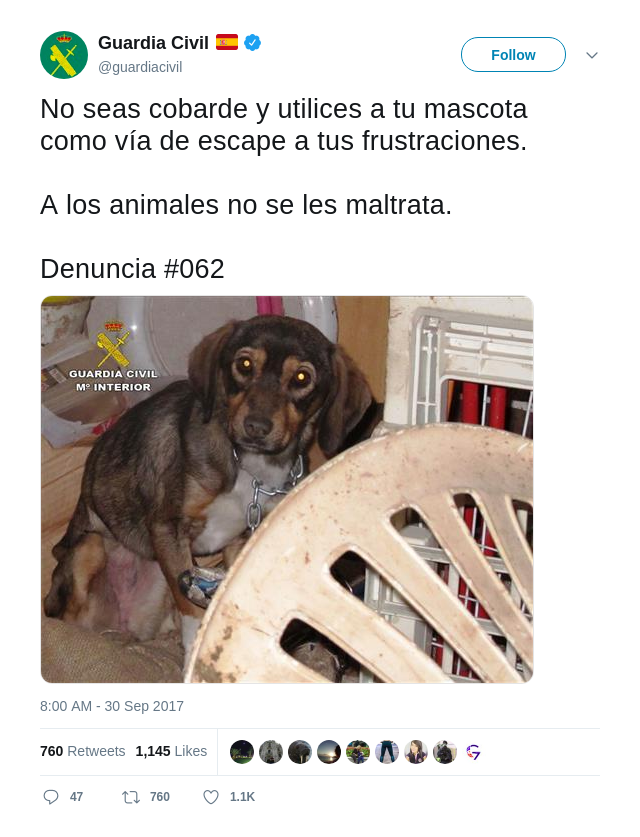 Guardia Civil
@guardiacivil
Follow
No seas cobarde y utilices a tu mascota
como vía de escape a tus frustraciones.
A los animales no se les maltrata.
Denuncia #062
GUARDIA CIVIL
Mº INTERIOR
8:00 AM - 30 Sep 2017
760 Retweets 1,145 Likes
47 760 1.1K